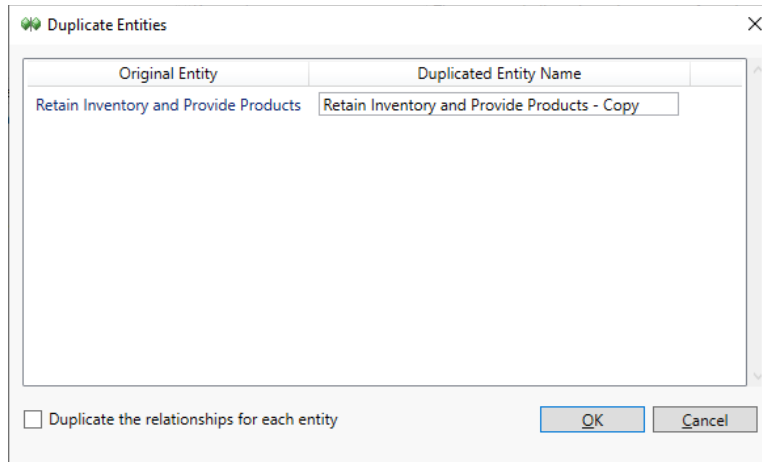 Duplicate Entities
Original Entity Duplicated Entity Name
Retain Inventory and Provide Products Retain Inventory and Provide Products - Copy
Duplicate the relationships for each entity OK Cancel